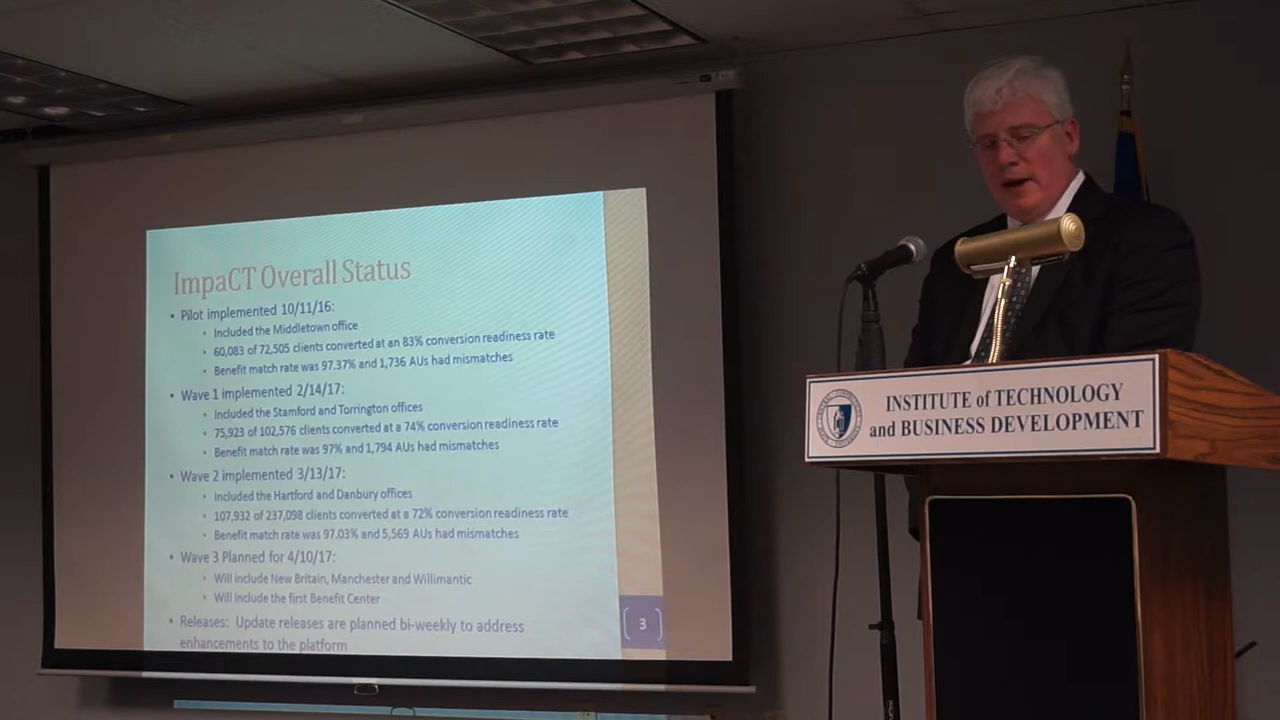 ImpaCT Overall Status
Pilot implemented 10/11/16:
Included the Middletown office
60,083 of 72,505 clients converted at an 83% conversion readiness rate
Benefit match rate was 97.37% and 1,736 AUs had mismatches
Wave 1 implemented 2/14/17:
Included the Stamford and Torrington offices
75,923 of 102,576 clients converted at a 74% conversion readiness rate
Benefit match rate was 97% and 1,794 AUs had mismatches
Wave 2 implemented 3/13/17:
Included the Hartford and Danbury offices
107,932 of 237,098 clients converted at a 72% conversion readiness rate
Benefit match rate was 97.03% and 5,569 AUs had mismatches
Wave 3 Planned for 4/10/17:
Will include New Britain, Manchester and Willimantic
Will include the first Benefit Center
Releases: Update releases are planned bi-weekly to address
enhancements to the platform
3
INSTITUTE of TECHNOLOGY
and BUSINESS DEVELOPMENT